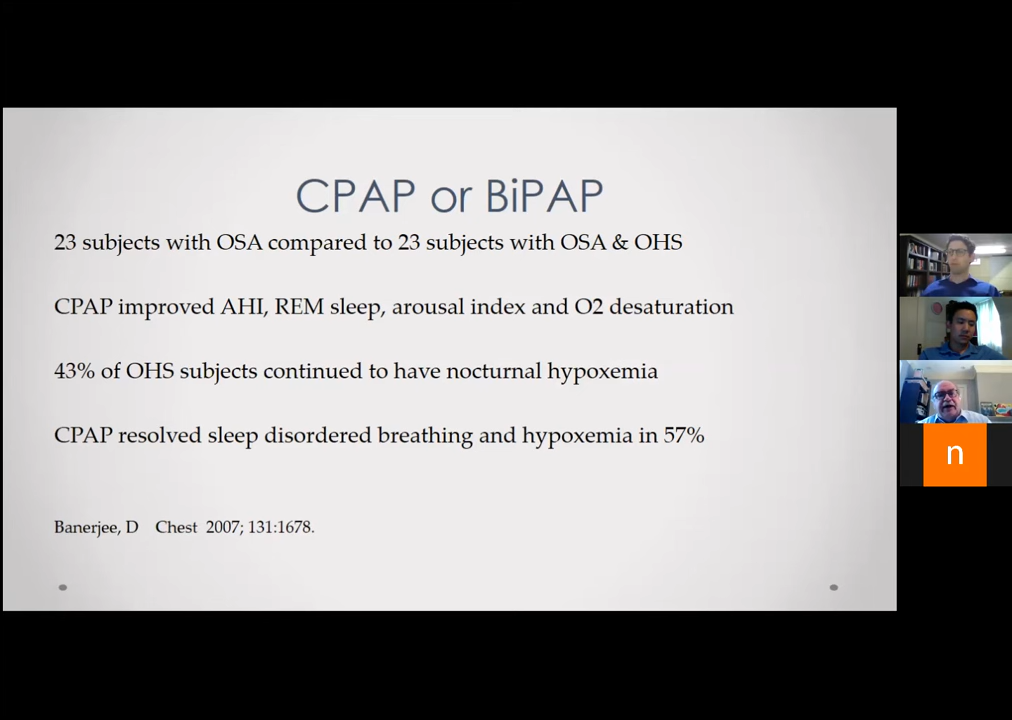 CPAP or BiPAP
23 subjects with OSA compared to 23 subjects with OSA & OHS
CPAP improved AHI, REM sleep, arousal index and O2 desaturation
43% of OHS subjects continued to have nocturnal hypoxemia
CPAP resolved sleep disordered breathing and hypoxemia in 57%
Banerjee, D Chest 2007; 131:1678.
n